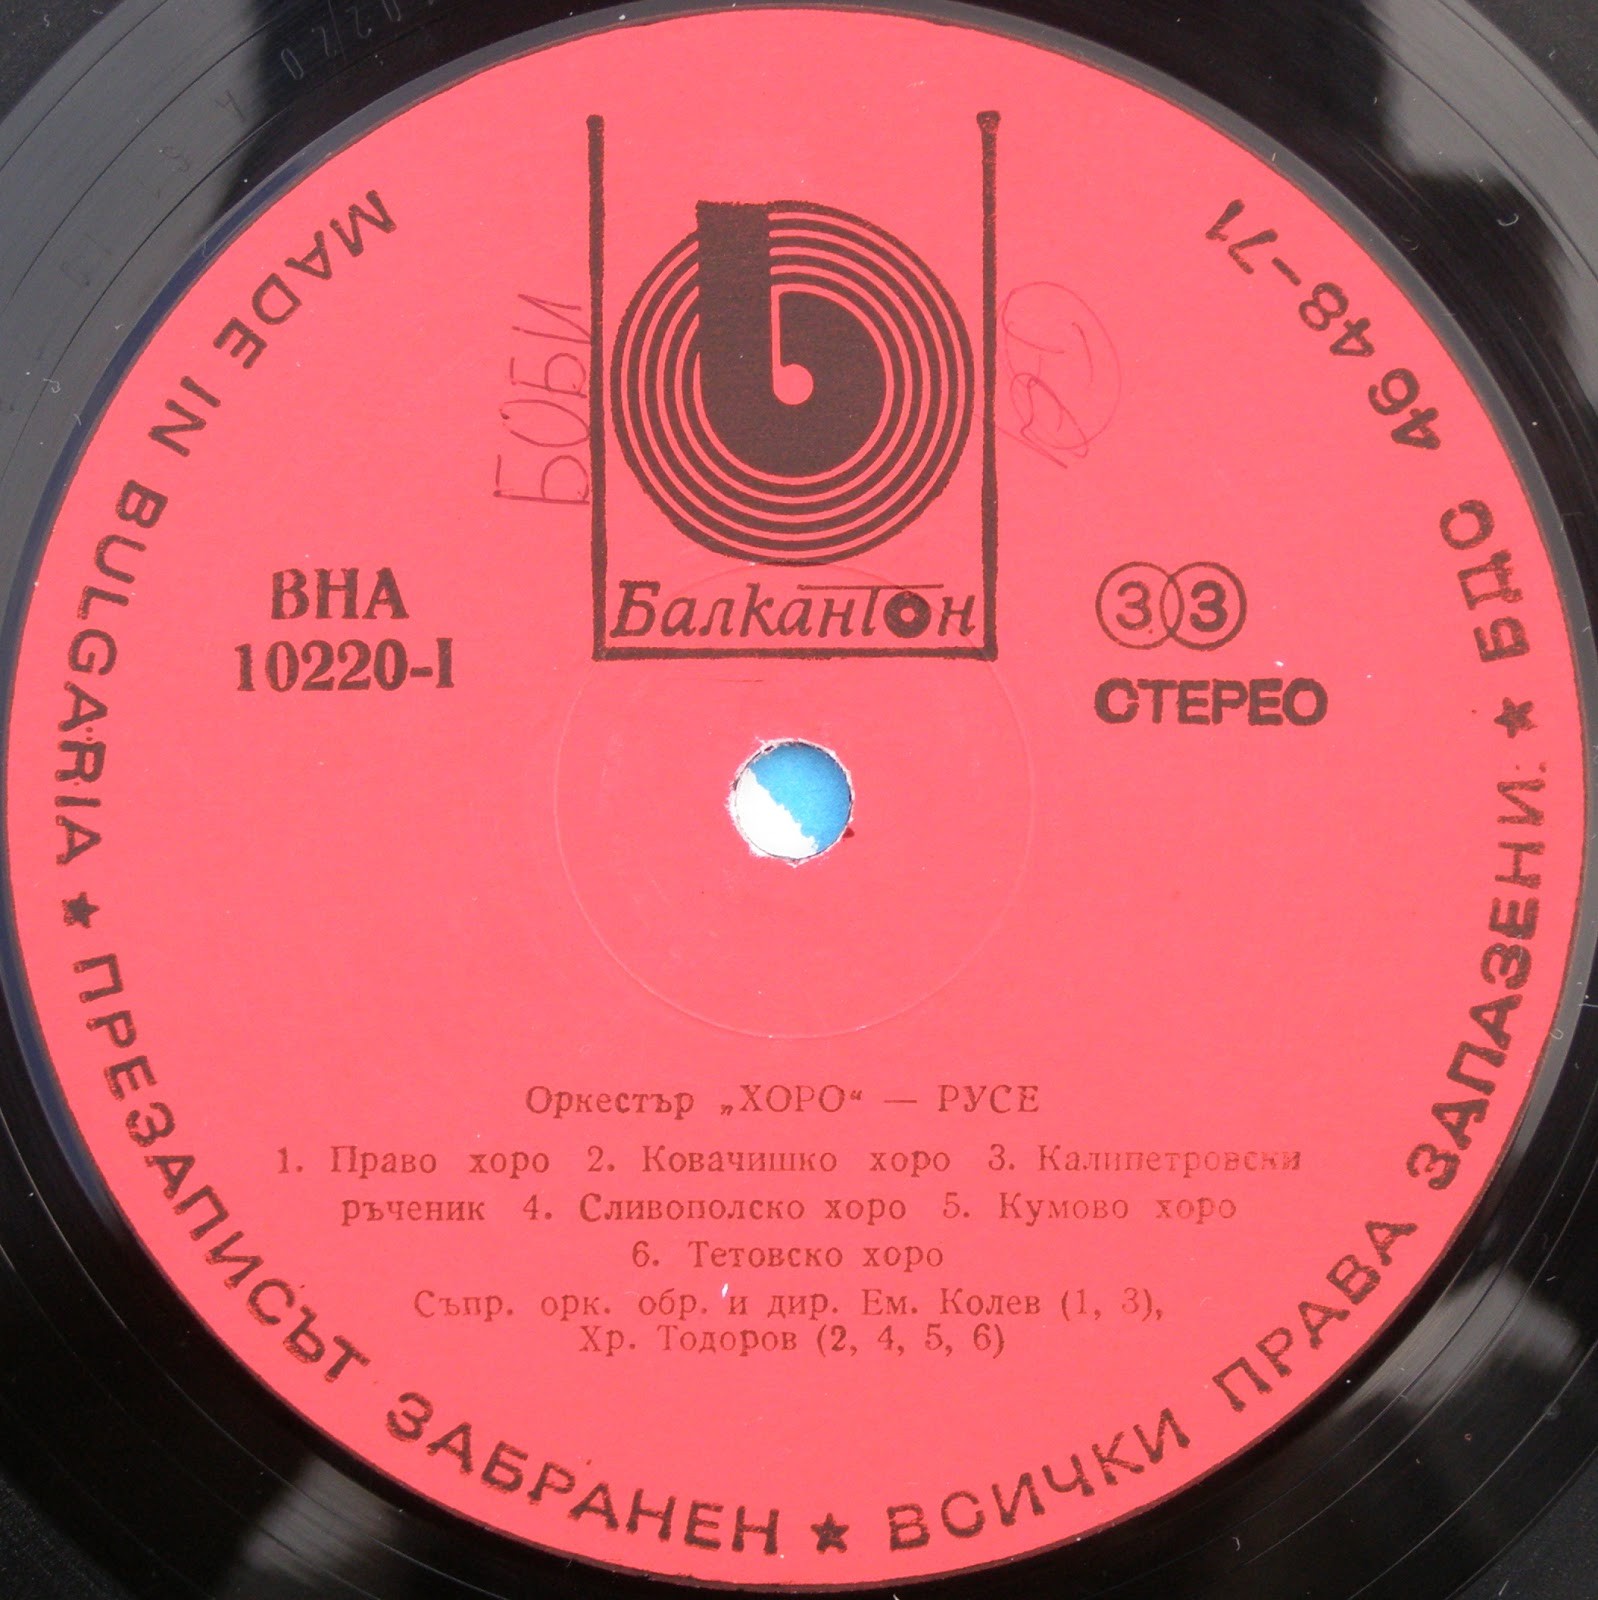 MADE IN BULGARIA ★ ПРЕЗАПИСЪТ ЗАБРАНЕН ★ ВСИЧКИ ПРАВА ЗАПАЗЕНИ. ★ БДС 4648-71
БОБИ
Балкантон
ВНА
10220-I
33
СТЕРЕО
Оркестър „ХОРО“ — РУСЕ
1. Право хоро 2. Ковачишко хоро 3. Калипетровски
ръченик 4. Сливополско хоро 5. Кумово хоро
6. Тетовско хоро
Съпр. орк. обр. и дир. Ем. Колев (1, 3),
Хр. Тодоров (2, 4, 5, 6)